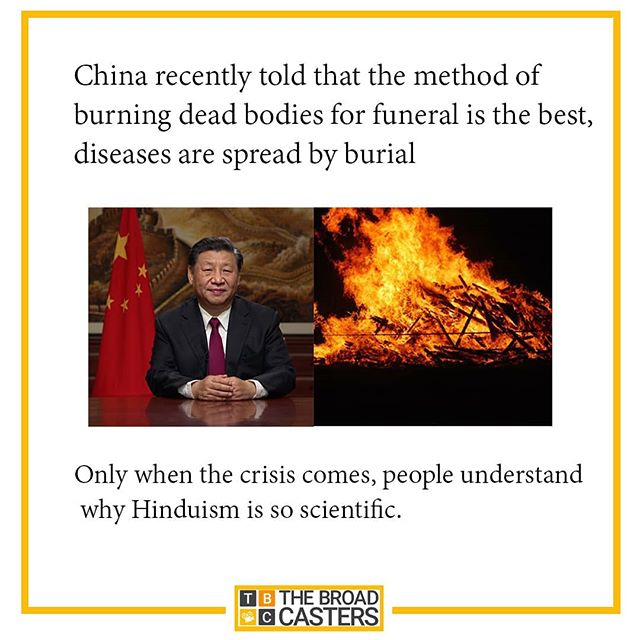 China recently told that the method of
burning dead bodies for funeral is the best,
diseases are spread by burial
Only when the crisis comes, people understand
why Hinduism is so scientific.
T B C THE BROAD
CASTERS